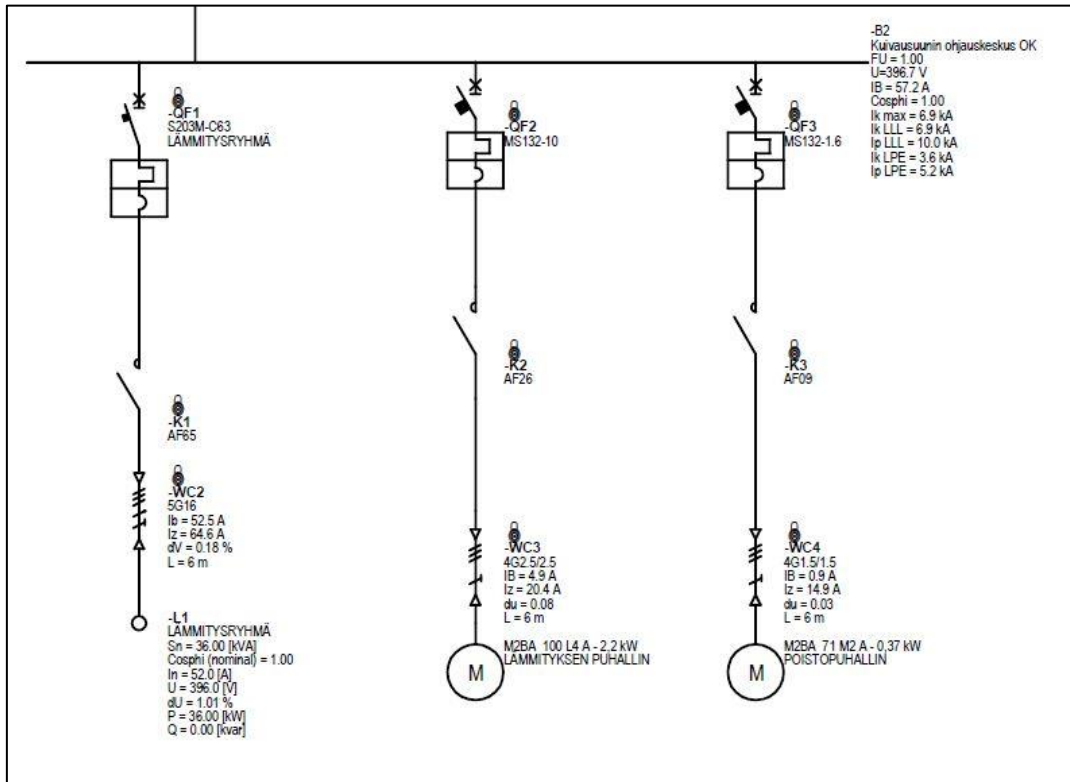 -B2
Kuivausuunin ohjauskeskus OK
FU = 1.00
U=396.7 V
IB = 57.2 A
Cosphi = 1.00
Ik max = 6.9 kA
Ik LLL = 6.9 kA
Ip LLL = 10.0 kA
Ik LPE = 3.6 kA
Ip LPE = 5.2 kA
-QF1
S203M-C63
LÄMMITYSRYHMÄ
-QF2
MS132-10
-QF3
MS132-1.6
-K1
AF65
-K2
AF26
-K3
AF09
-WC2
5G16
Ib = 52.5 A
Iz = 64.6 A
dV = 0.18 %
L = 6 m
-WC3
4G2.5/2.5
IB = 4.9 A
Iz = 20.4 A
du = 0.08
L = 6 m
-WC4
4G1.5/1.5
IB = 0.9 A
Iz = 14.9 A
du = 0.03
L = 6 m
-L1
LÄMMITYSRYHMÄ
Sn = 36.00 [kVA]
Cosphi (nominal) = 1.00
In = 52.0 [A]
U = 396.0 [V]
dU = 1.01 %
P = 36.00 [kW]
Q = 0.00 [kvar]
M
M2BA 100 L4 A - 2,2 kW
LÄMMITYKSEN PUHALLIN
M
M2BA 71 M2 A - 0,37 kW
POISTOPUHALLIN